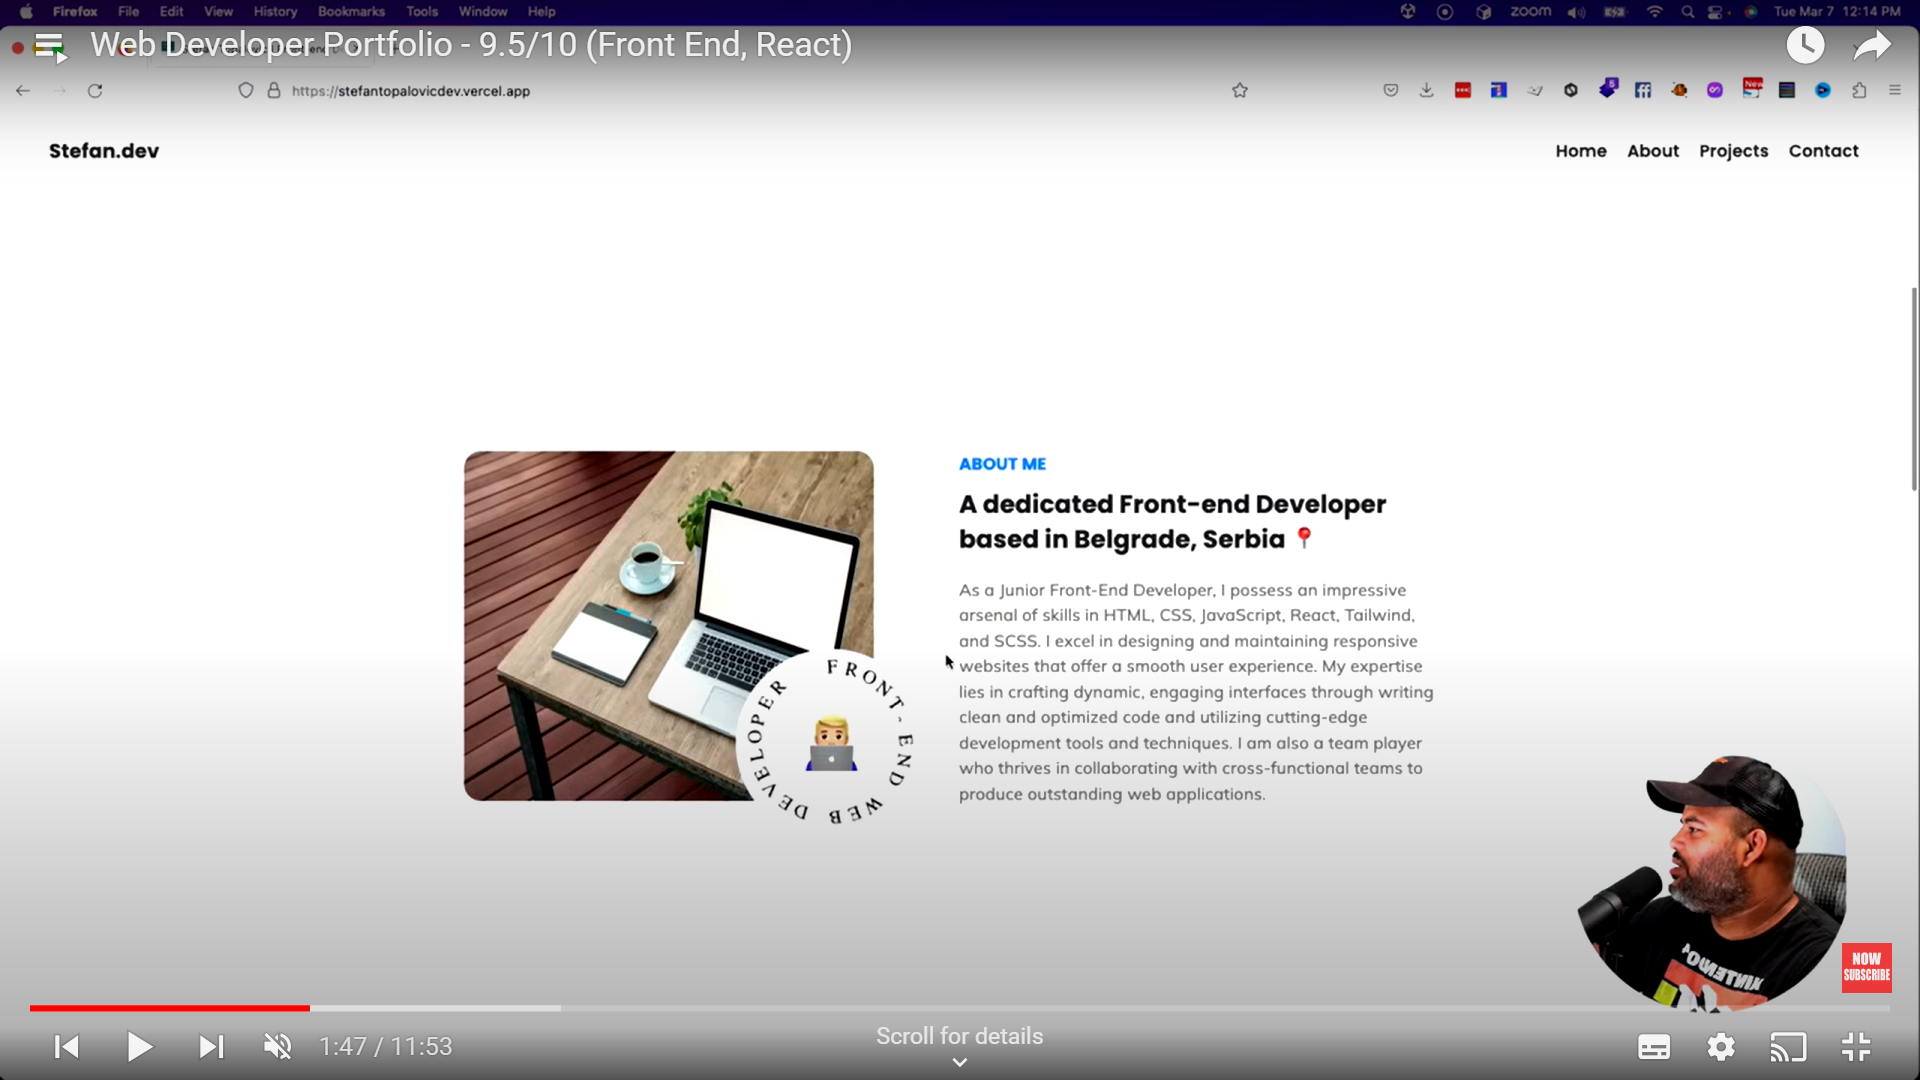 Firefox File Edit View History Bookmarks Tools Window Help
zoom
Tue Mar 7 12:14 PM
Web Developer Portfolio - 9.5/10 (Front End, React)
https://stefantopalovicdev.vercel.app
New
Stefan.dev
Home About Projects Contact
ABOUT ME
A dedicated Front-end Developer
based in Belgrade, Serbia 📍
As a Junior Front-End Developer, I possess an impressive
arsenal of skills in HTML, CSS, JavaScript, React, Tailwind,
and SCSS. I excel in designing and maintaining responsive
websites that offer a smooth user experience. My expertise
lies in crafting dynamic, engaging interfaces through writing
clean and optimized code and utilizing cutting-edge
development tools and techniques. I am also a team player
who thrives in collaborating with cross-functional teams to
produce outstanding web applications.
FRONT-END WEB DEVELOPER
NOW
SUBSCRIBE
1:47 / 11:53
Scroll for details